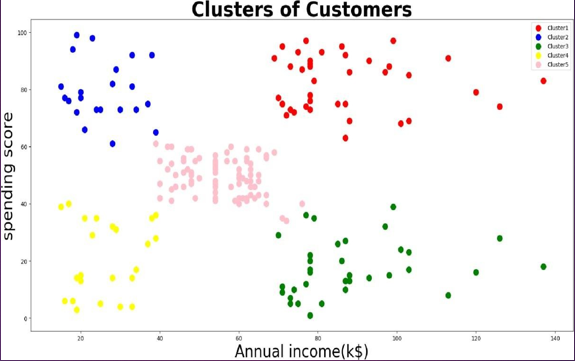 Clusters of Customers
Cluster1
Cluster2
Cluster3
Cluster4
Cluster5
spending score
100
80
60
40
20
0
20 40 60 80 100 120 140
Annual income(k$)